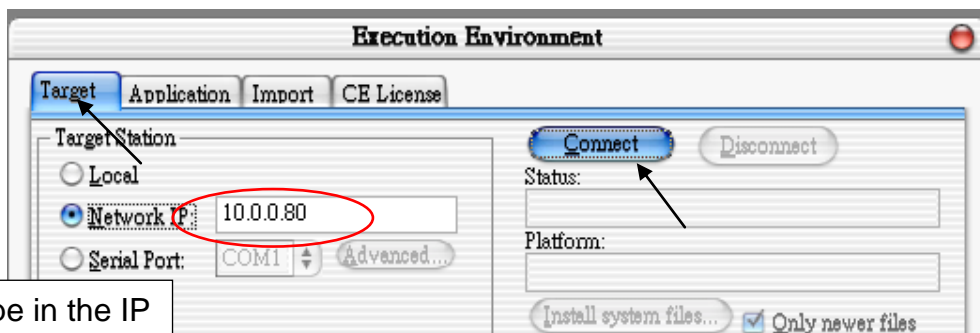 Execution Environment
Target Application Import CE License
Target Station
Local
Network IP: 10.0.0.80
Serial Port: COM1 Advanced...
Connect Disconnect
Status:
Platform:
Install system files... Only newer files
in the IP